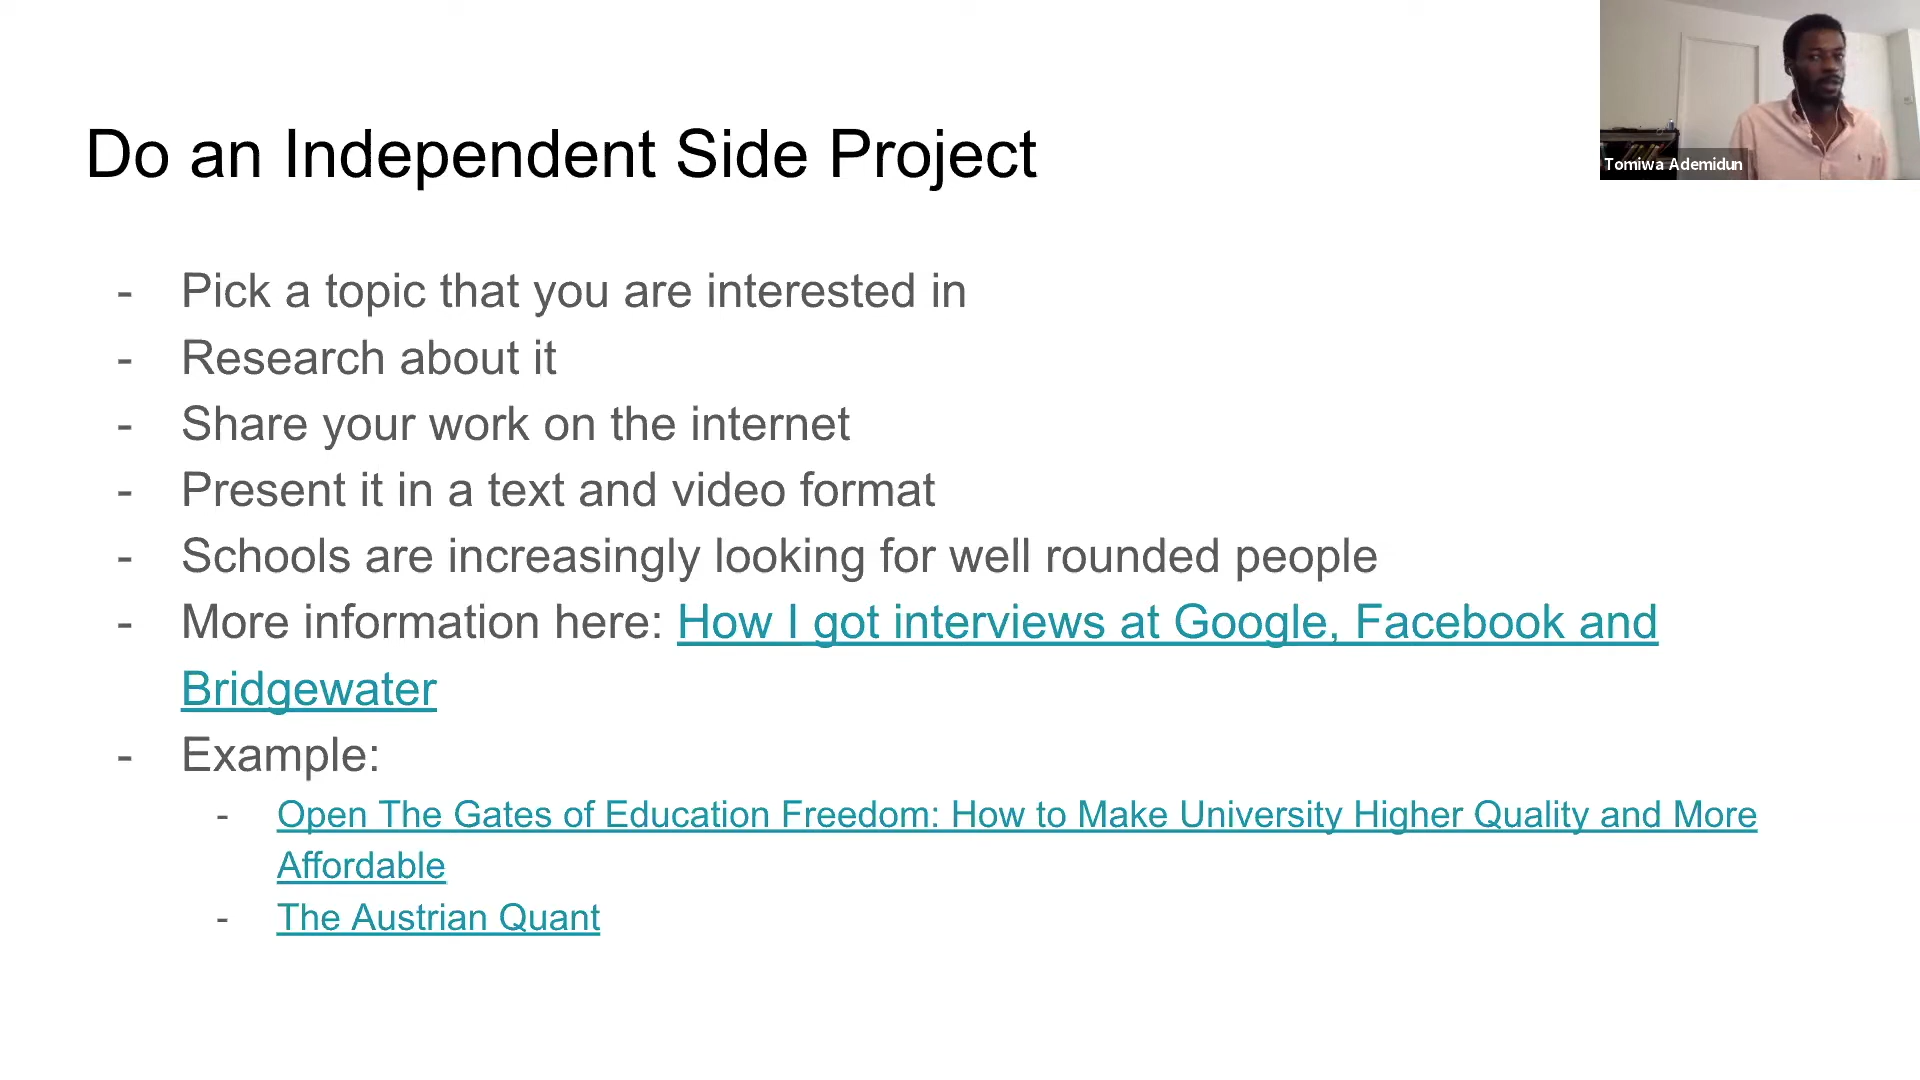 Do an Independent Side Project
Tomiwa Ademidun
- Pick a topic that you are interested in
- Research about it
- Share your work on the internet
- Present it in a text and video format
- Schools are increasingly looking for well rounded people
- More information here: How I got interviews at Google, Facebook and
Bridgewater
- Example:
- Open The Gates of Education Freedom: How to Make University Higher Quality and More
Affordable
- The Austrian Quant